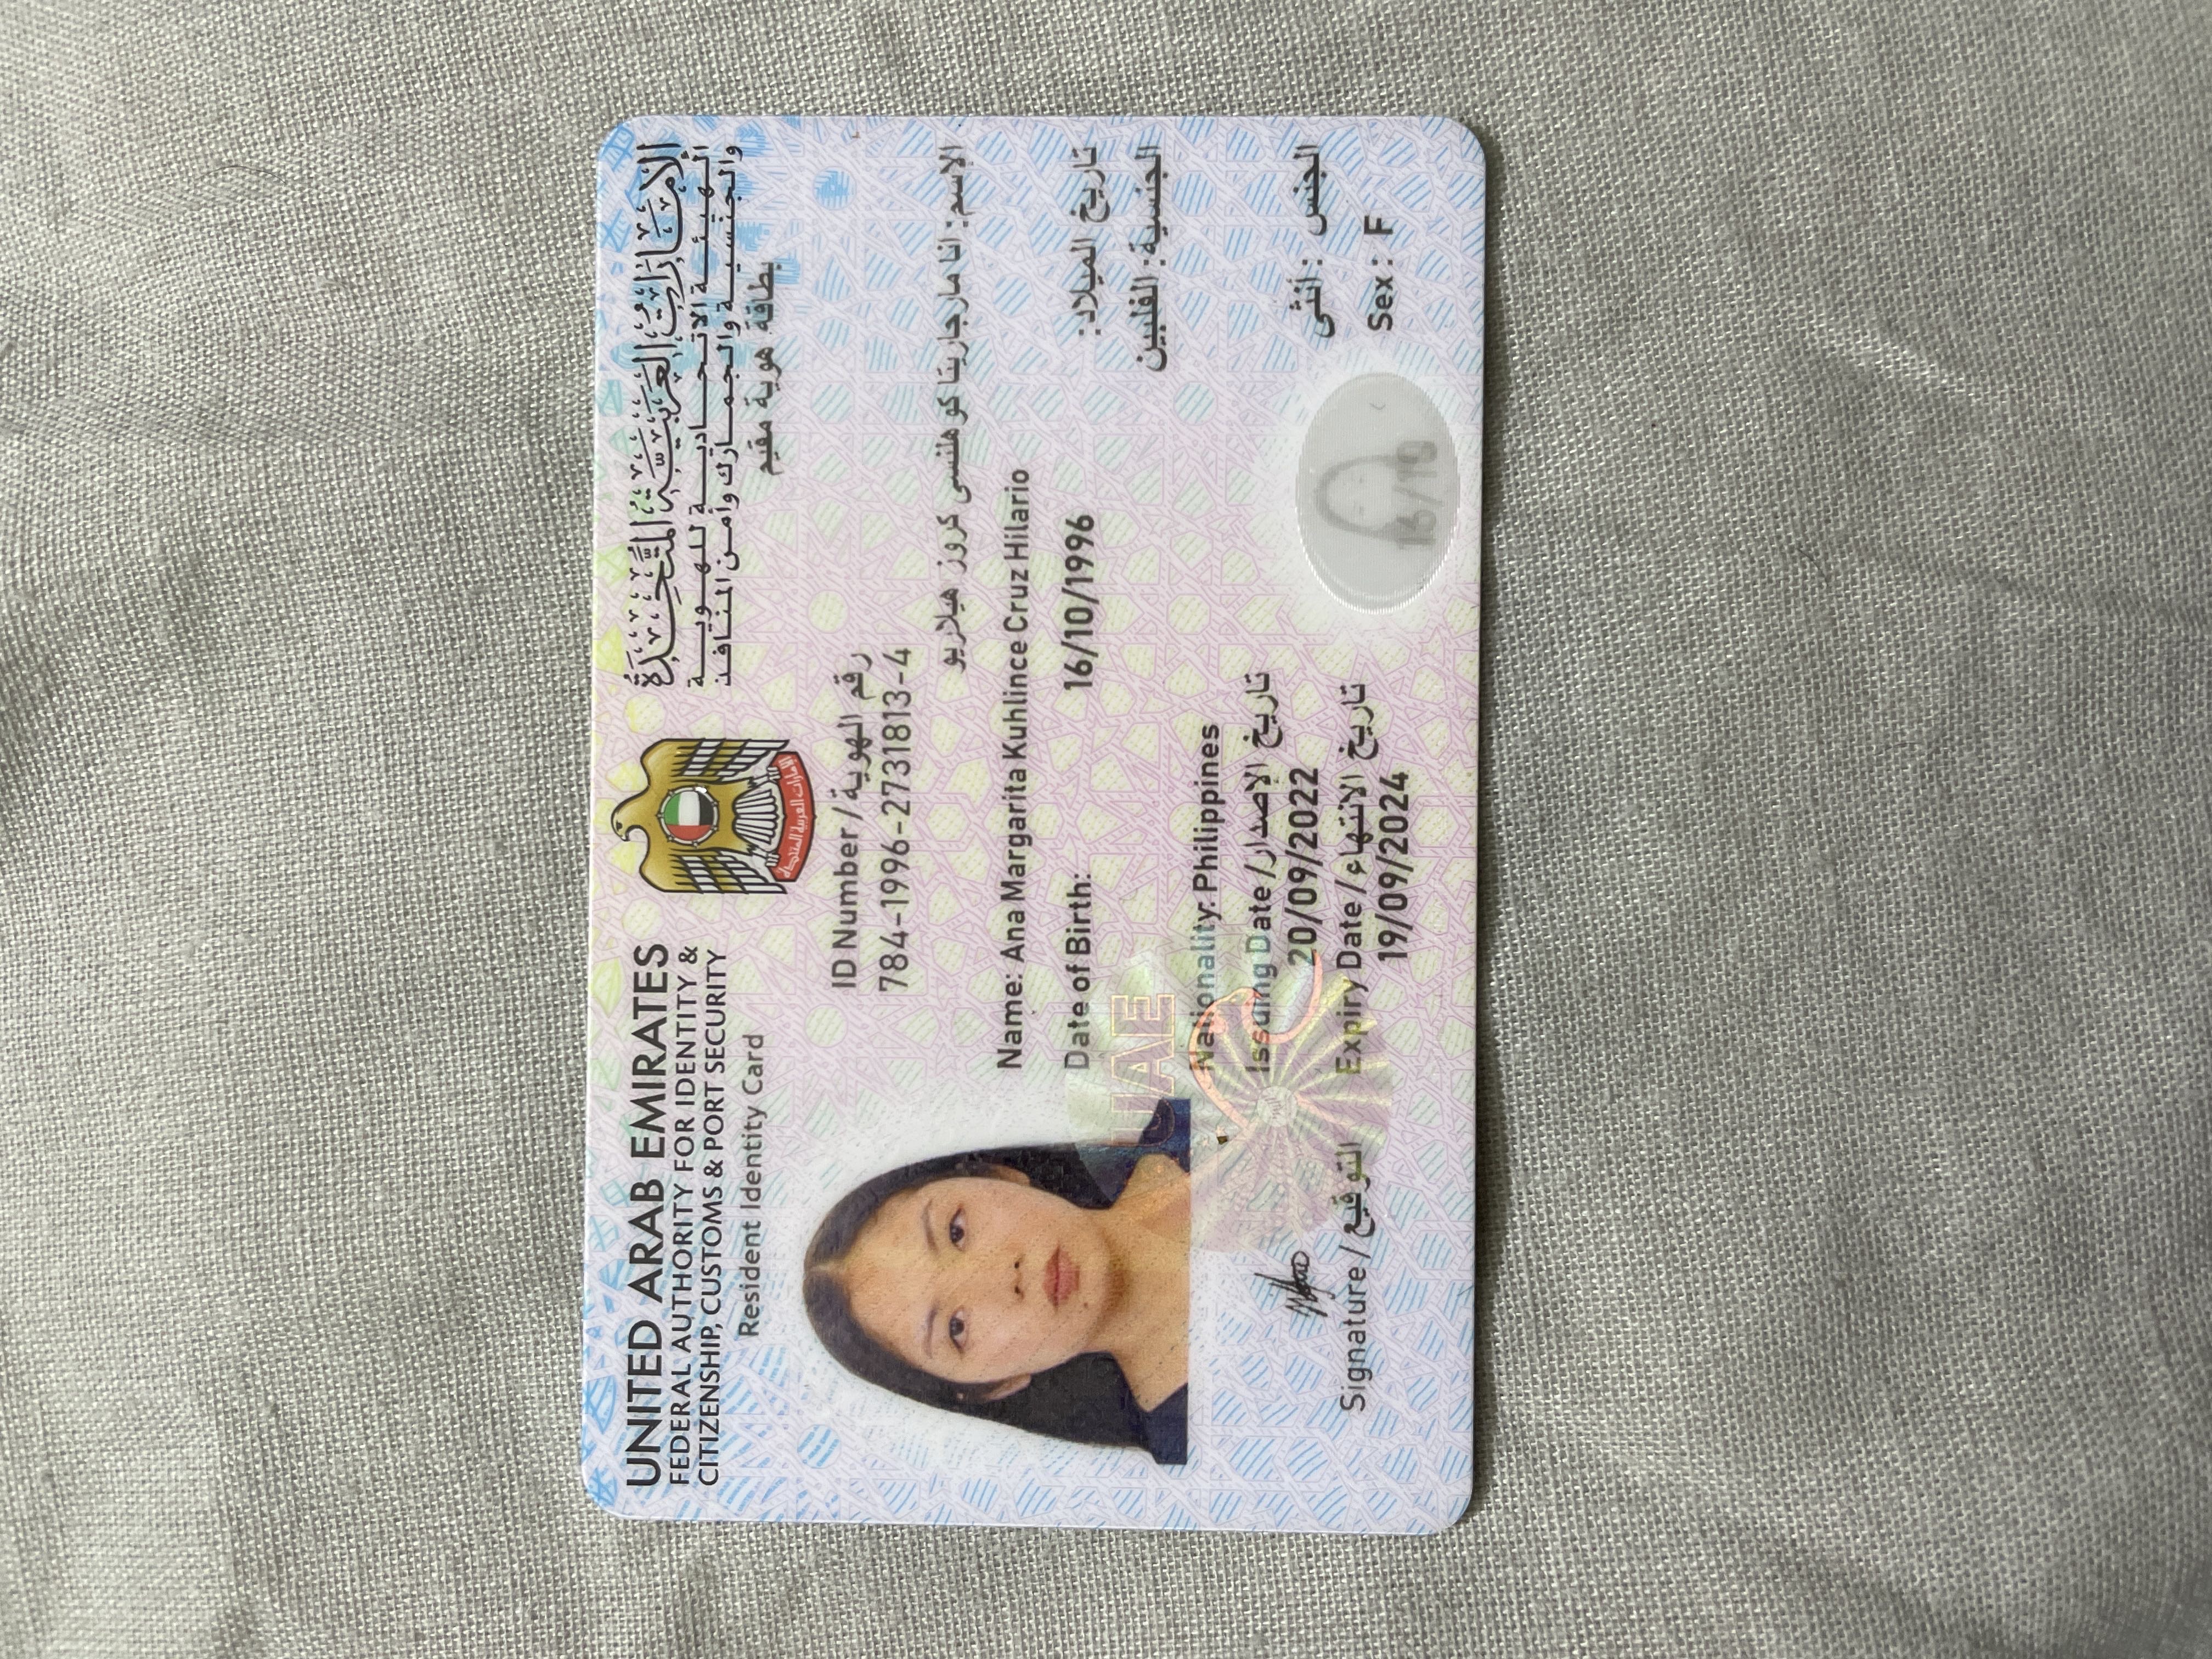 UNITED ARAB EMIRATES
FEDERAL AUTHORITY FOR IDENTITY &
CITIZENSHIP, CUSTOMS & PORT SECURITY
Resident Identity Card
الإمارات العربية المتحدة
الهيئة الاتحادية للهوية
والجنسية والجمارك وأمن المنافذ
بطاقة هوية مقيم
الإمارات العربية المتحدة
ID Number / رقم الهوية
784-1996-2731813-4
الإسم: انا مارجاريتا كوهلنسى كروز هيلاريو
Name: Ana Margarita Kuhlince Cruz Hilario
Date of Birth: 16/10/1996 تاريخ الميلاد:
UAE
الجنسية: الفلبين
Nationality: Philippines
Issuing Date / تاريخ الإصدار
20/09/2022
الجنس : أنثى
Signature / التوقيع
Expiry Date / تاريخ الانتهاء
19/09/2024
Sex: F